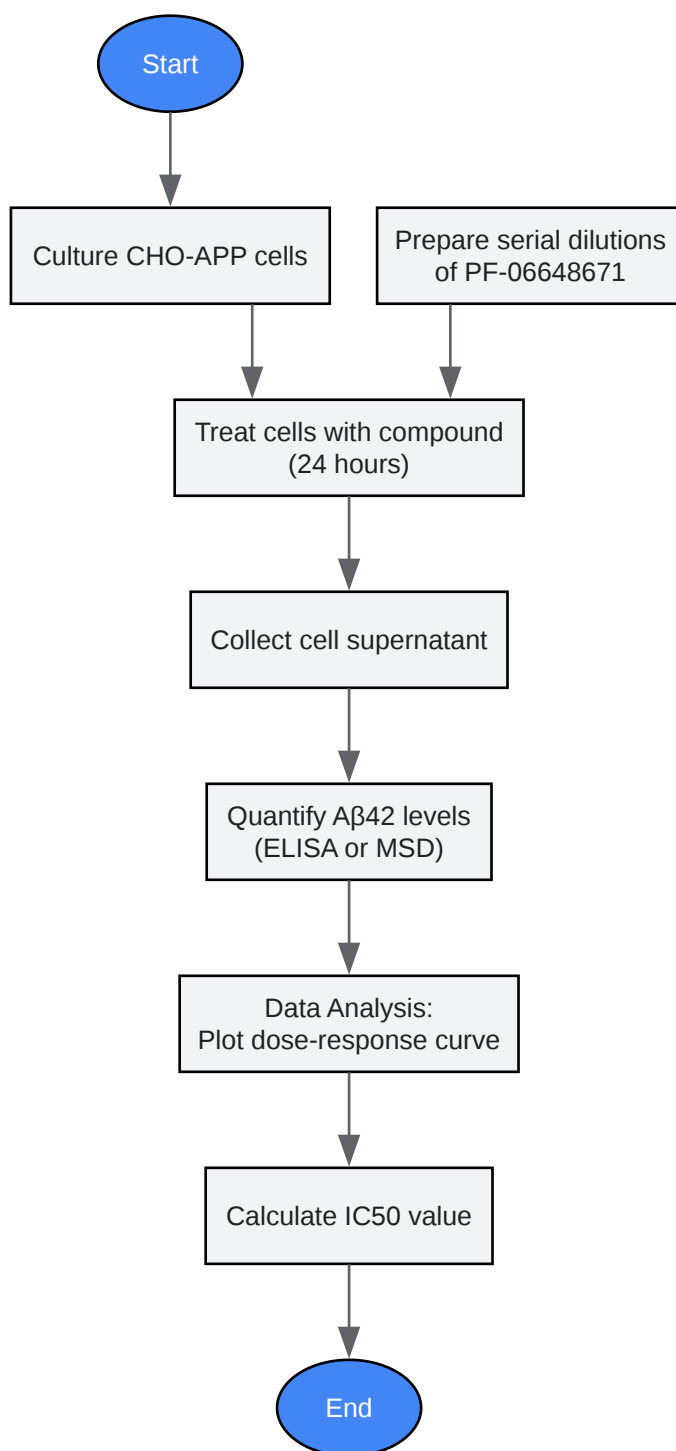 Start
Culture CHO-APP cells
Prepare serial dilutions
of PF-06648671
Treat cells with compound
(24 hours)
Collect cell supernatant
Quantify Aβ42 levels
(ELISA or MSD)
Data Analysis:
Plot dose-response curve
Calculate IC50 value
End